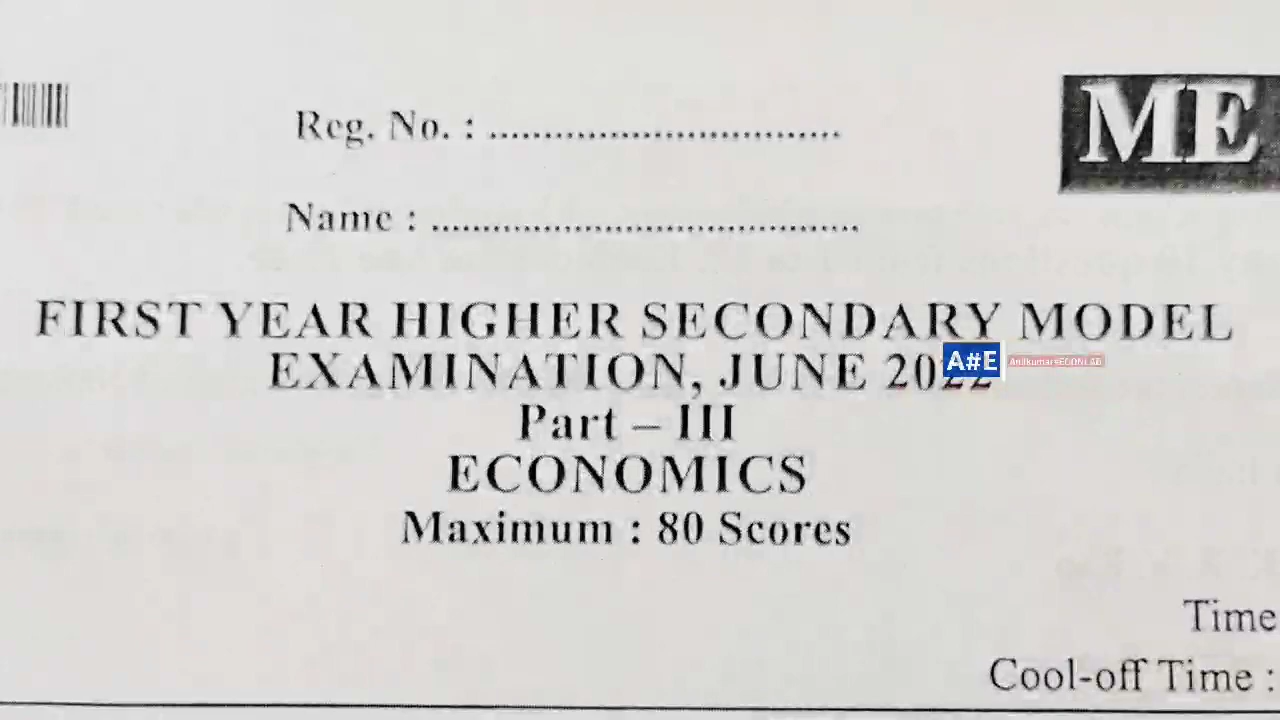 Reg. No. : ....................................
ME
Name : ............................................
FIRST YEAR HIGHER SECONDARY MODEL
EXAMINATION, JUNE 2022
A#E AnilkumarsECONLAB
Part – III
ECONOMICS
Maximum : 80 Scores
Time
Cool-off Time :